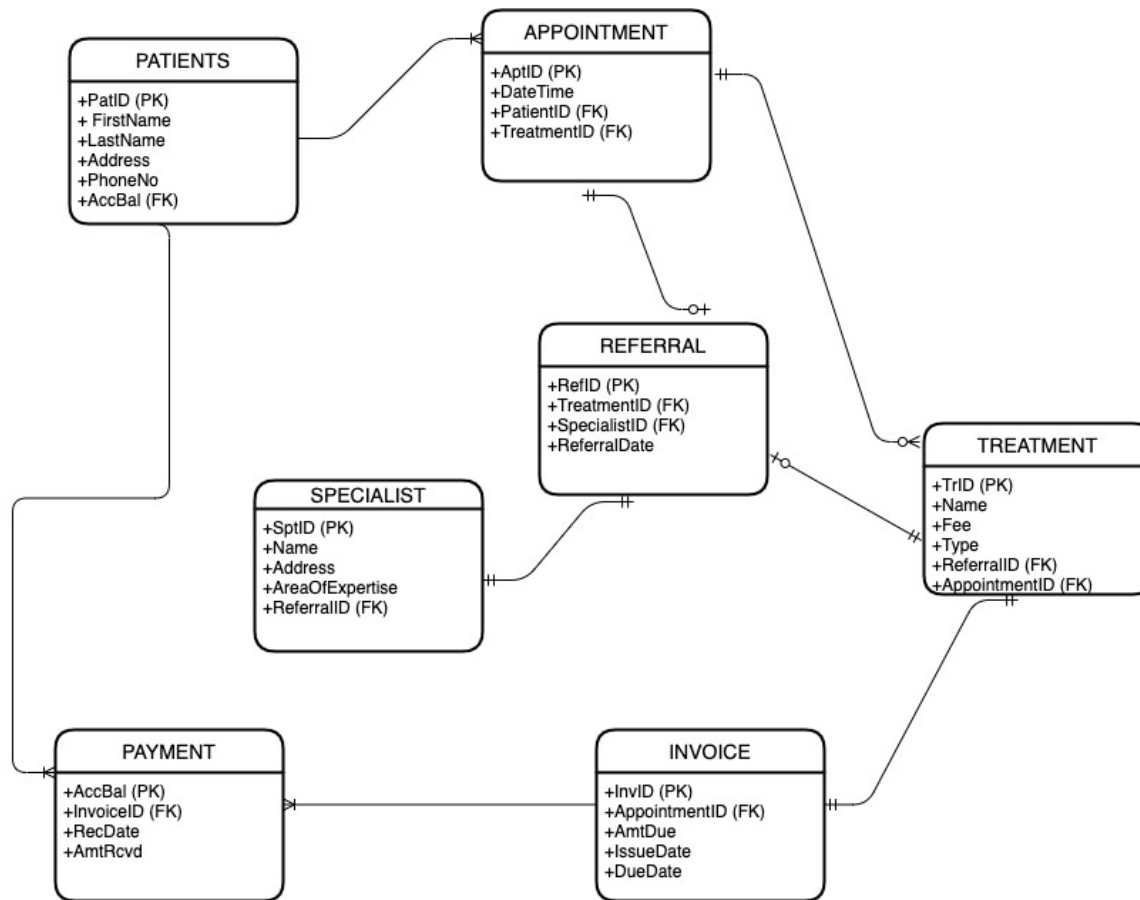 PATIENTS
+PatID (PK)
+ FirstName
+LastName
+Address
+PhoneNo
+AccBal (FK)
APPOINTMENT
+AptID (PK)
+DateTime
+PatientID (FK)
+TreatmentID (FK)
REFERRAL
+RefID (PK)
+TreatmentID (FK)
+SpecialistID (FK)
+ReferralDate
TREATMENT
+TrID (PK)
+Name
+Fee
+Type
+ReferralID (FK)
+AppointmentID (FK)
SPECIALIST
+SptID (PK)
+Name
+Address
+AreaOfExpertise
+ReferralID (FK)
PAYMENT
+AccBal (PK)
+InvoiceID (FK)
+RecDate
+AmtRcvd
INVOICE
+InvID (PK)
+AppointmentID (FK)
+AmtDue
+IssueDate
+DueDate